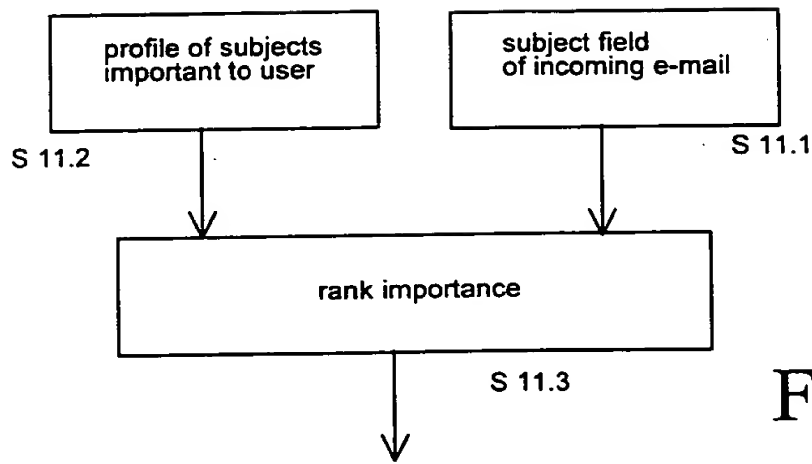 profile of subjects
important to user
subject field
of incoming e-mail
S 11.2
S 11.1
rank importance
S 11.3
F